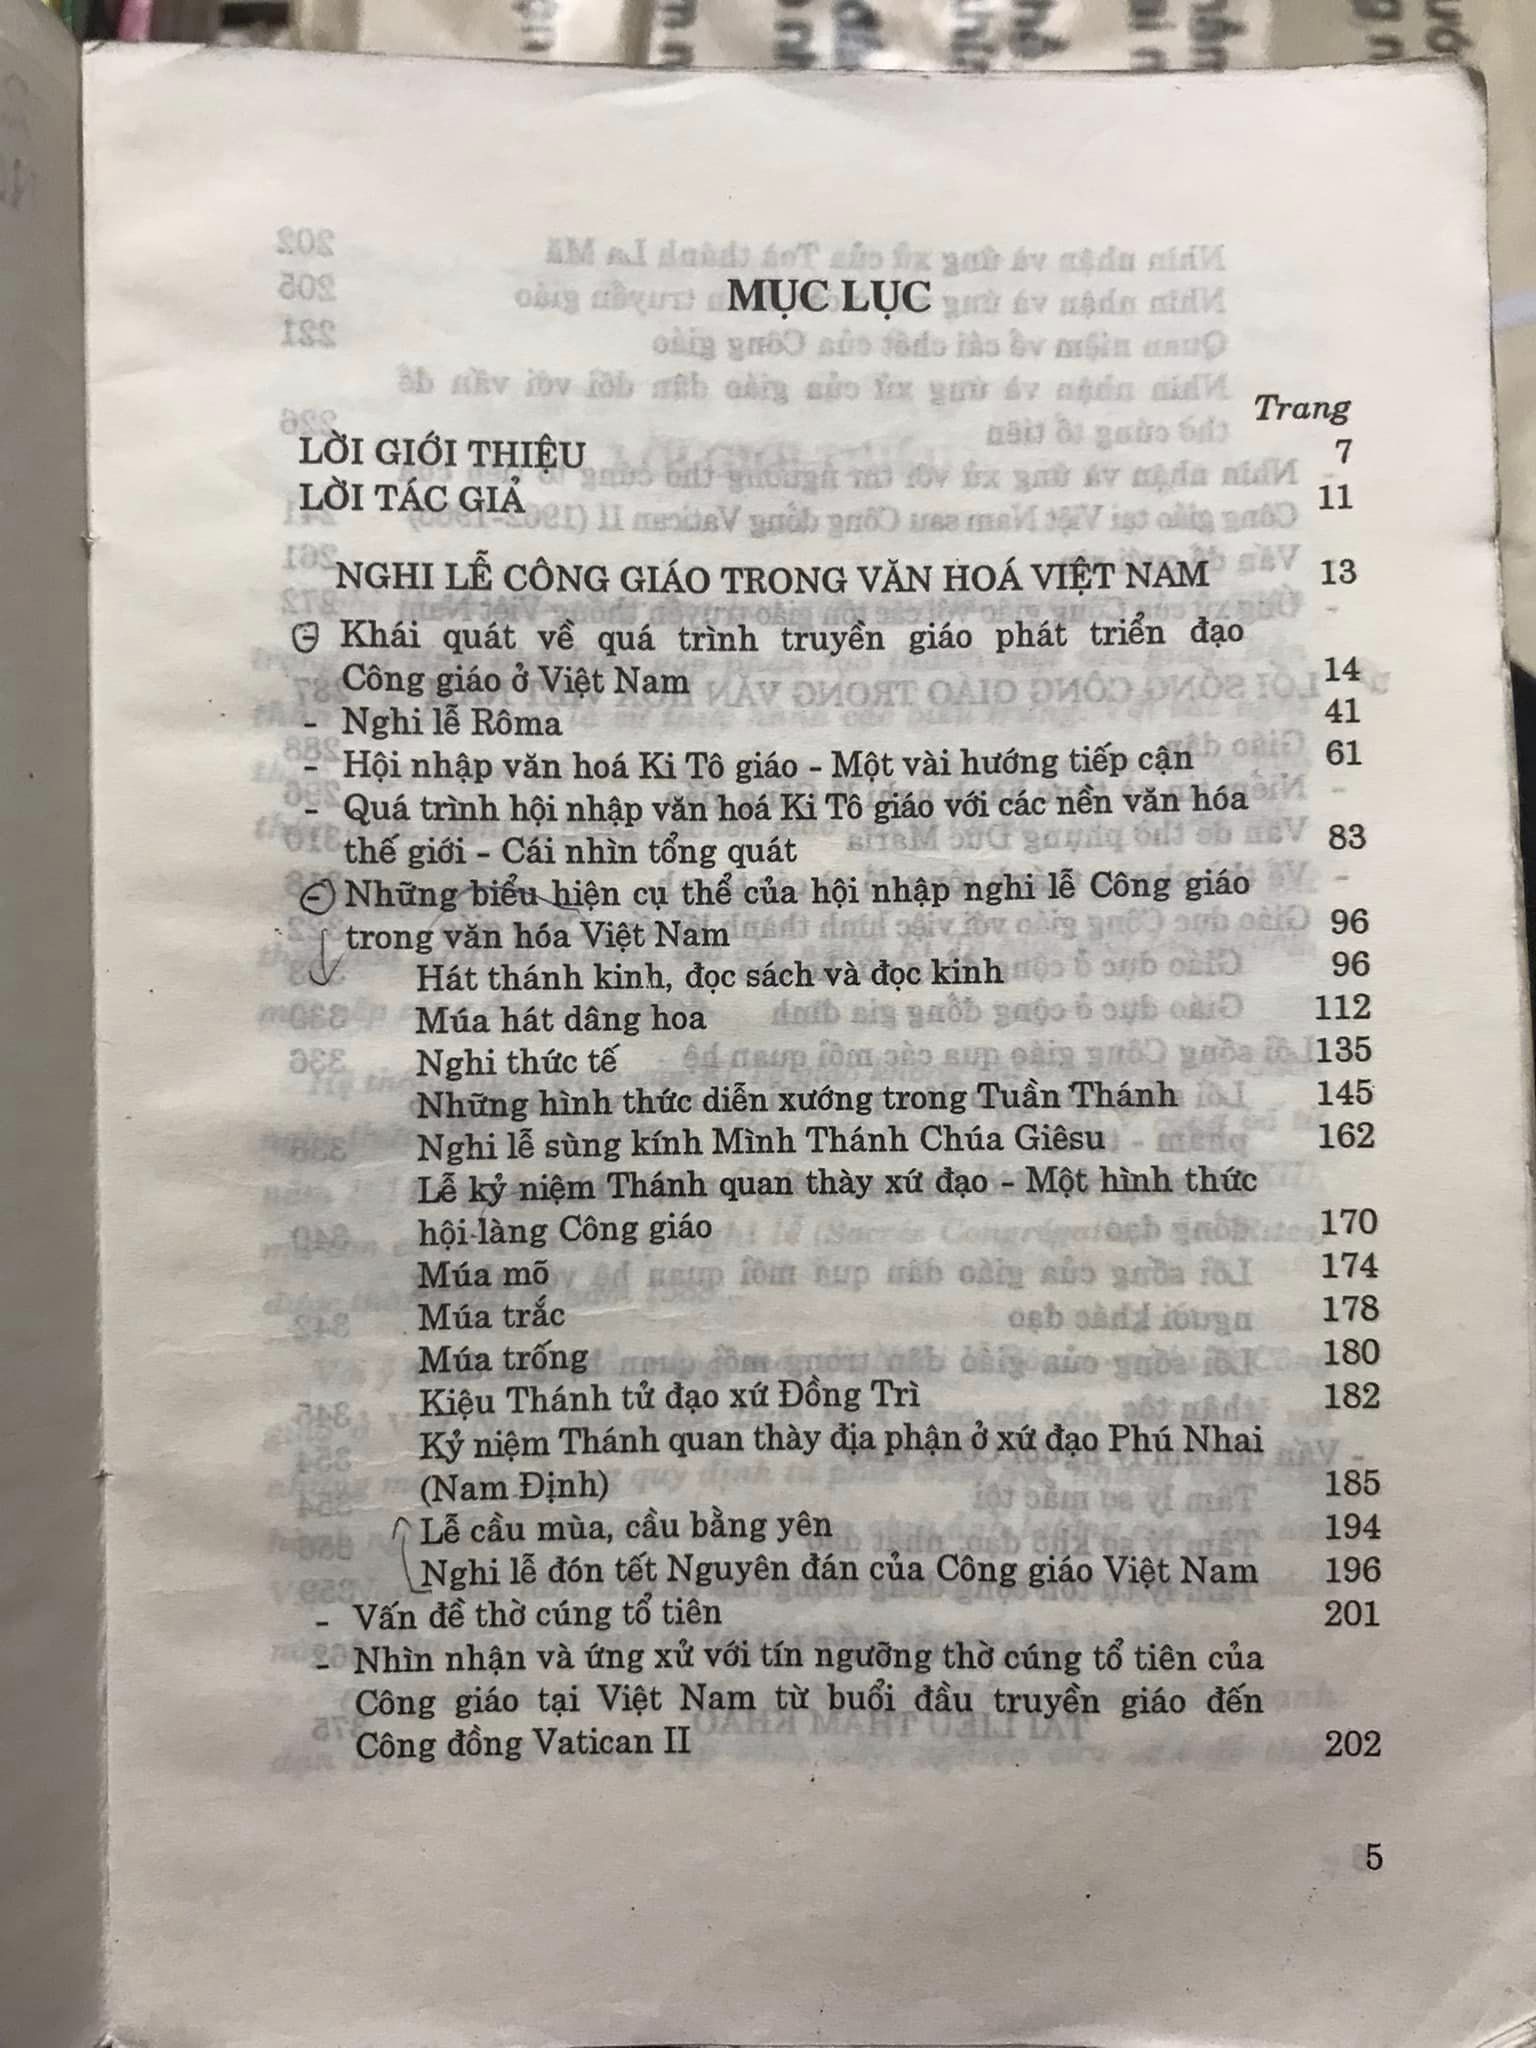 MỤC LỤC
Trang
LỜI GIỚI THIỆU 7
LỜI TÁC GIẢ 11
NGHI LỄ CÔNG GIÁO TRONG VĂN HOÁ VIỆT NAM 13
- Khái quát về quá trình truyền giáo phát triển đạo
Công giáo ở Việt Nam 14
- Nghi lễ Rôma 41
- Hội nhập văn hoá Ki Tô giáo - Một vài hướng tiếp cận 61
- Quá trình hội nhập văn hoá Ki Tô giáo với các nền văn hóa
thế giới - Cái nhìn tổng quát 83
- Những biểu hiện cụ thể của hội nhập nghi lễ Công giáo
trong văn hóa Việt Nam 96
Hát thánh kinh, đọc sách và đọc kinh 96
Múa hát dâng hoa 112
Nghi thức tế 135
Những hình thức diễn xướng trong Tuần Thánh 145
Nghi lễ sùng kính Mình Thánh Chúa Giêsu 162
Lễ kỷ niệm Thánh quan thày xứ đạo - Một hình thức
hội làng Công giáo 170
Múa mõ 174
Múa trắc 178
Múa trống 180
Kiệu Thánh tử đạo xứ Đồng Trì 182
Kỷ niệm Thánh quan thày địa phận ở xứ đạo Phú Nhai
(Nam Định) 185
Lễ cầu mùa, cầu bằng yên 194
Nghi lễ đón tết Nguyên đán của Công giáo Việt Nam 196
- Vấn đề thờ cúng tổ tiên 201
- Nhìn nhận và ứng xử với tín ngưỡng thờ cúng tổ tiên của
Công giáo tại Việt Nam từ buổi đầu truyền giáo đến
Công đồng Vatican II 202
5